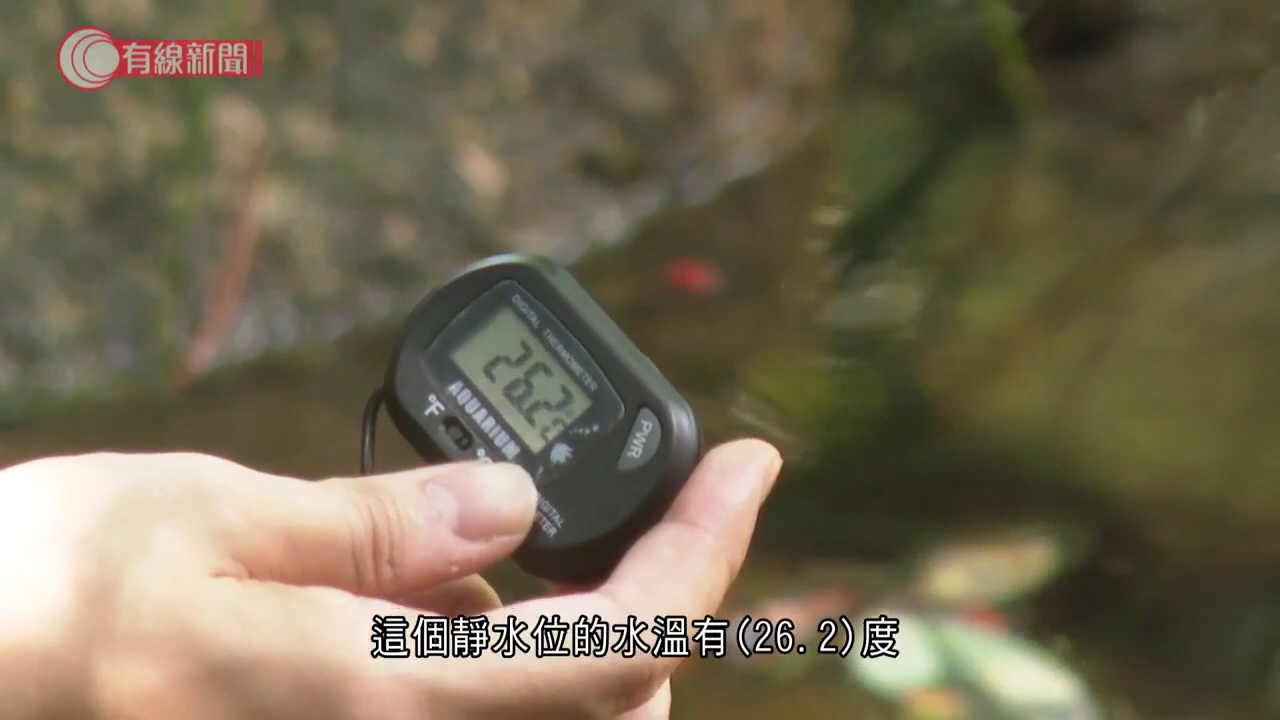 有線新聞
DIGITAL THERMOMETER
26.2
AQUARIUM
°F
PWR
這個靜水位的水溫有(26.2)度